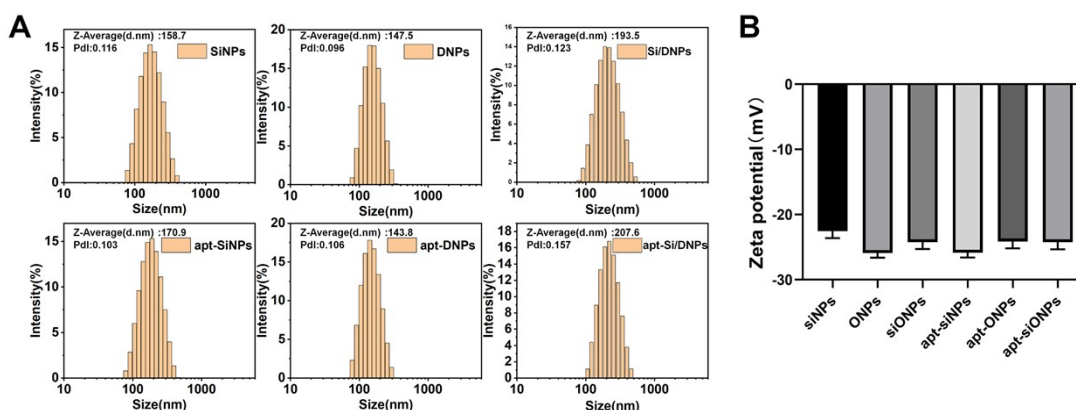 A
Z-Average(d.nm) :158.7
PdI:0.116
SiNPs
Intensity(%)
15
10
5
0
10 100 1000
Size(nm)
Z-Average(d.nm) :147.5
PdI:0.096
DNPs
Intensity(%)
20
15
10
5
0
10 100 1000
Size(nm)
Z-Average(d.nm) :193.5
PdI:0.123
Si/DNPs
Intensity(%)
16
14
12
10
8
6
4
2
0
10 100 1000
Size(nm)
Z-Average(d.nm) :170.9
PdI:0.103
apt-SiNPs
Intensity(%)
15
10
5
0
10 100 1000
Size(nm)
Z-Average(d.nm) :143.8
PdI:0.106
apt-DNPs
Intensity(%)
20
15
10
5
0
10 100 1000
Size(nm)
Z-Average(d.nm) :207.6
PdI:0.157
apt-Si/DNPs
Intensity(%)
18
16
14
12
10
8
6
4
2
0
10 100 1000
Size(nm)
B
Zeta potential（mV）
0
-10
-20
-30
siNPs
ONPs
siONPs
apt-siNPs
apt-ONPs
apt-siONPs